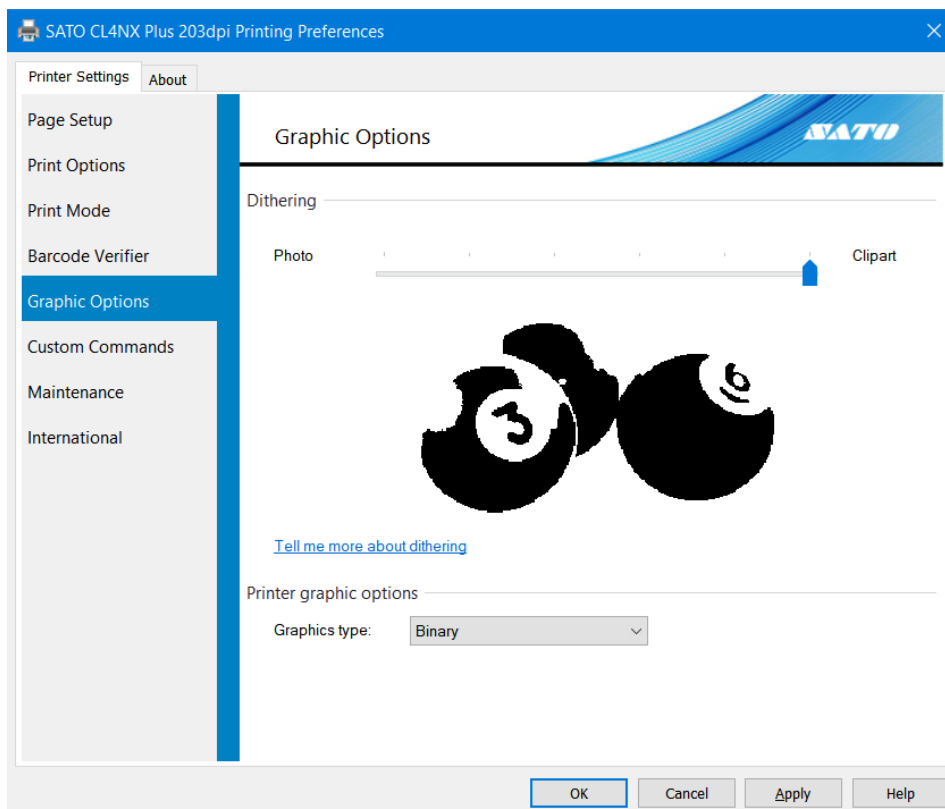 SATO CL4NX Plus 203dpi Printing Preferences
Printer Settings
About
Page Setup
Print Options
Print Mode
Barcode Verifier
Graphic Options
Custom Commands
Maintenance
International
Graphic Options
SATO
Dithering
Photo
Clipart
3
6
Tell me more about dithering
Printer graphic options
Graphics type:
Binary
OK
Cancel
Apply
Help